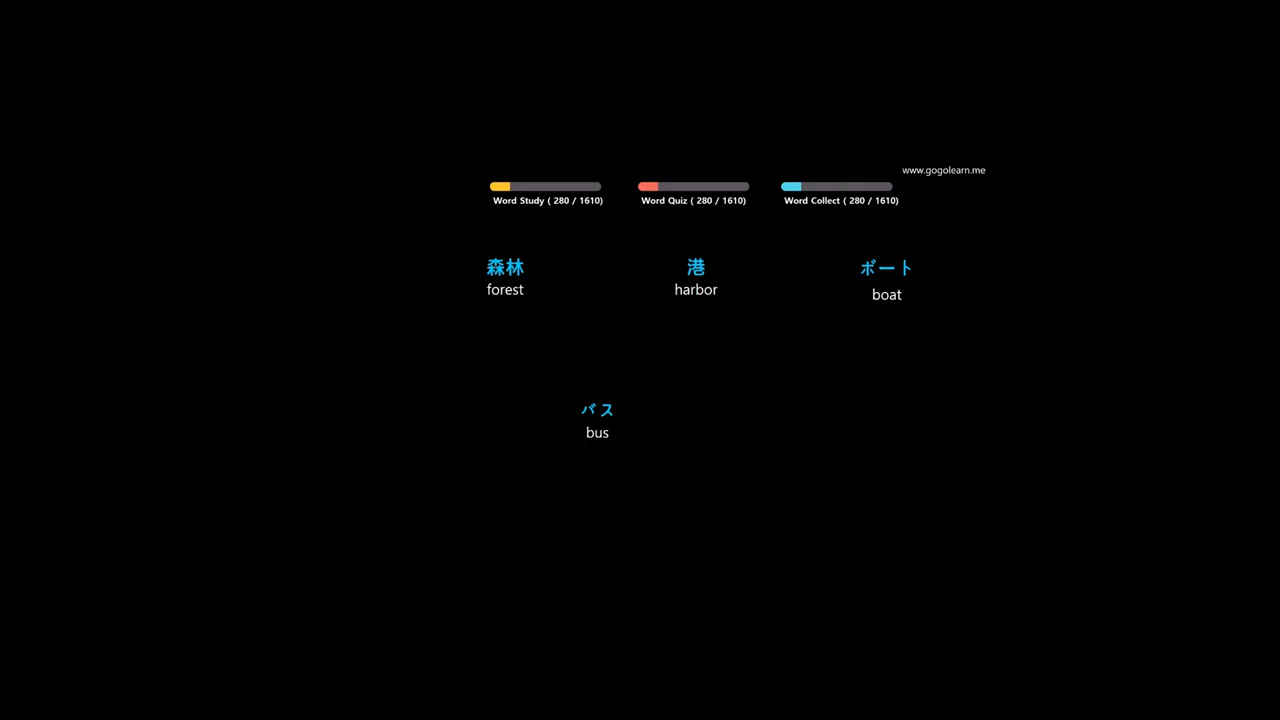 www.gogolearn.me
Word Study ( 280 / 1610)
Word Quiz ( 280 / 1610)
Word Collect ( 280 / 1610)
森林
forest
港
harbor
ボート
boat
バス
bus